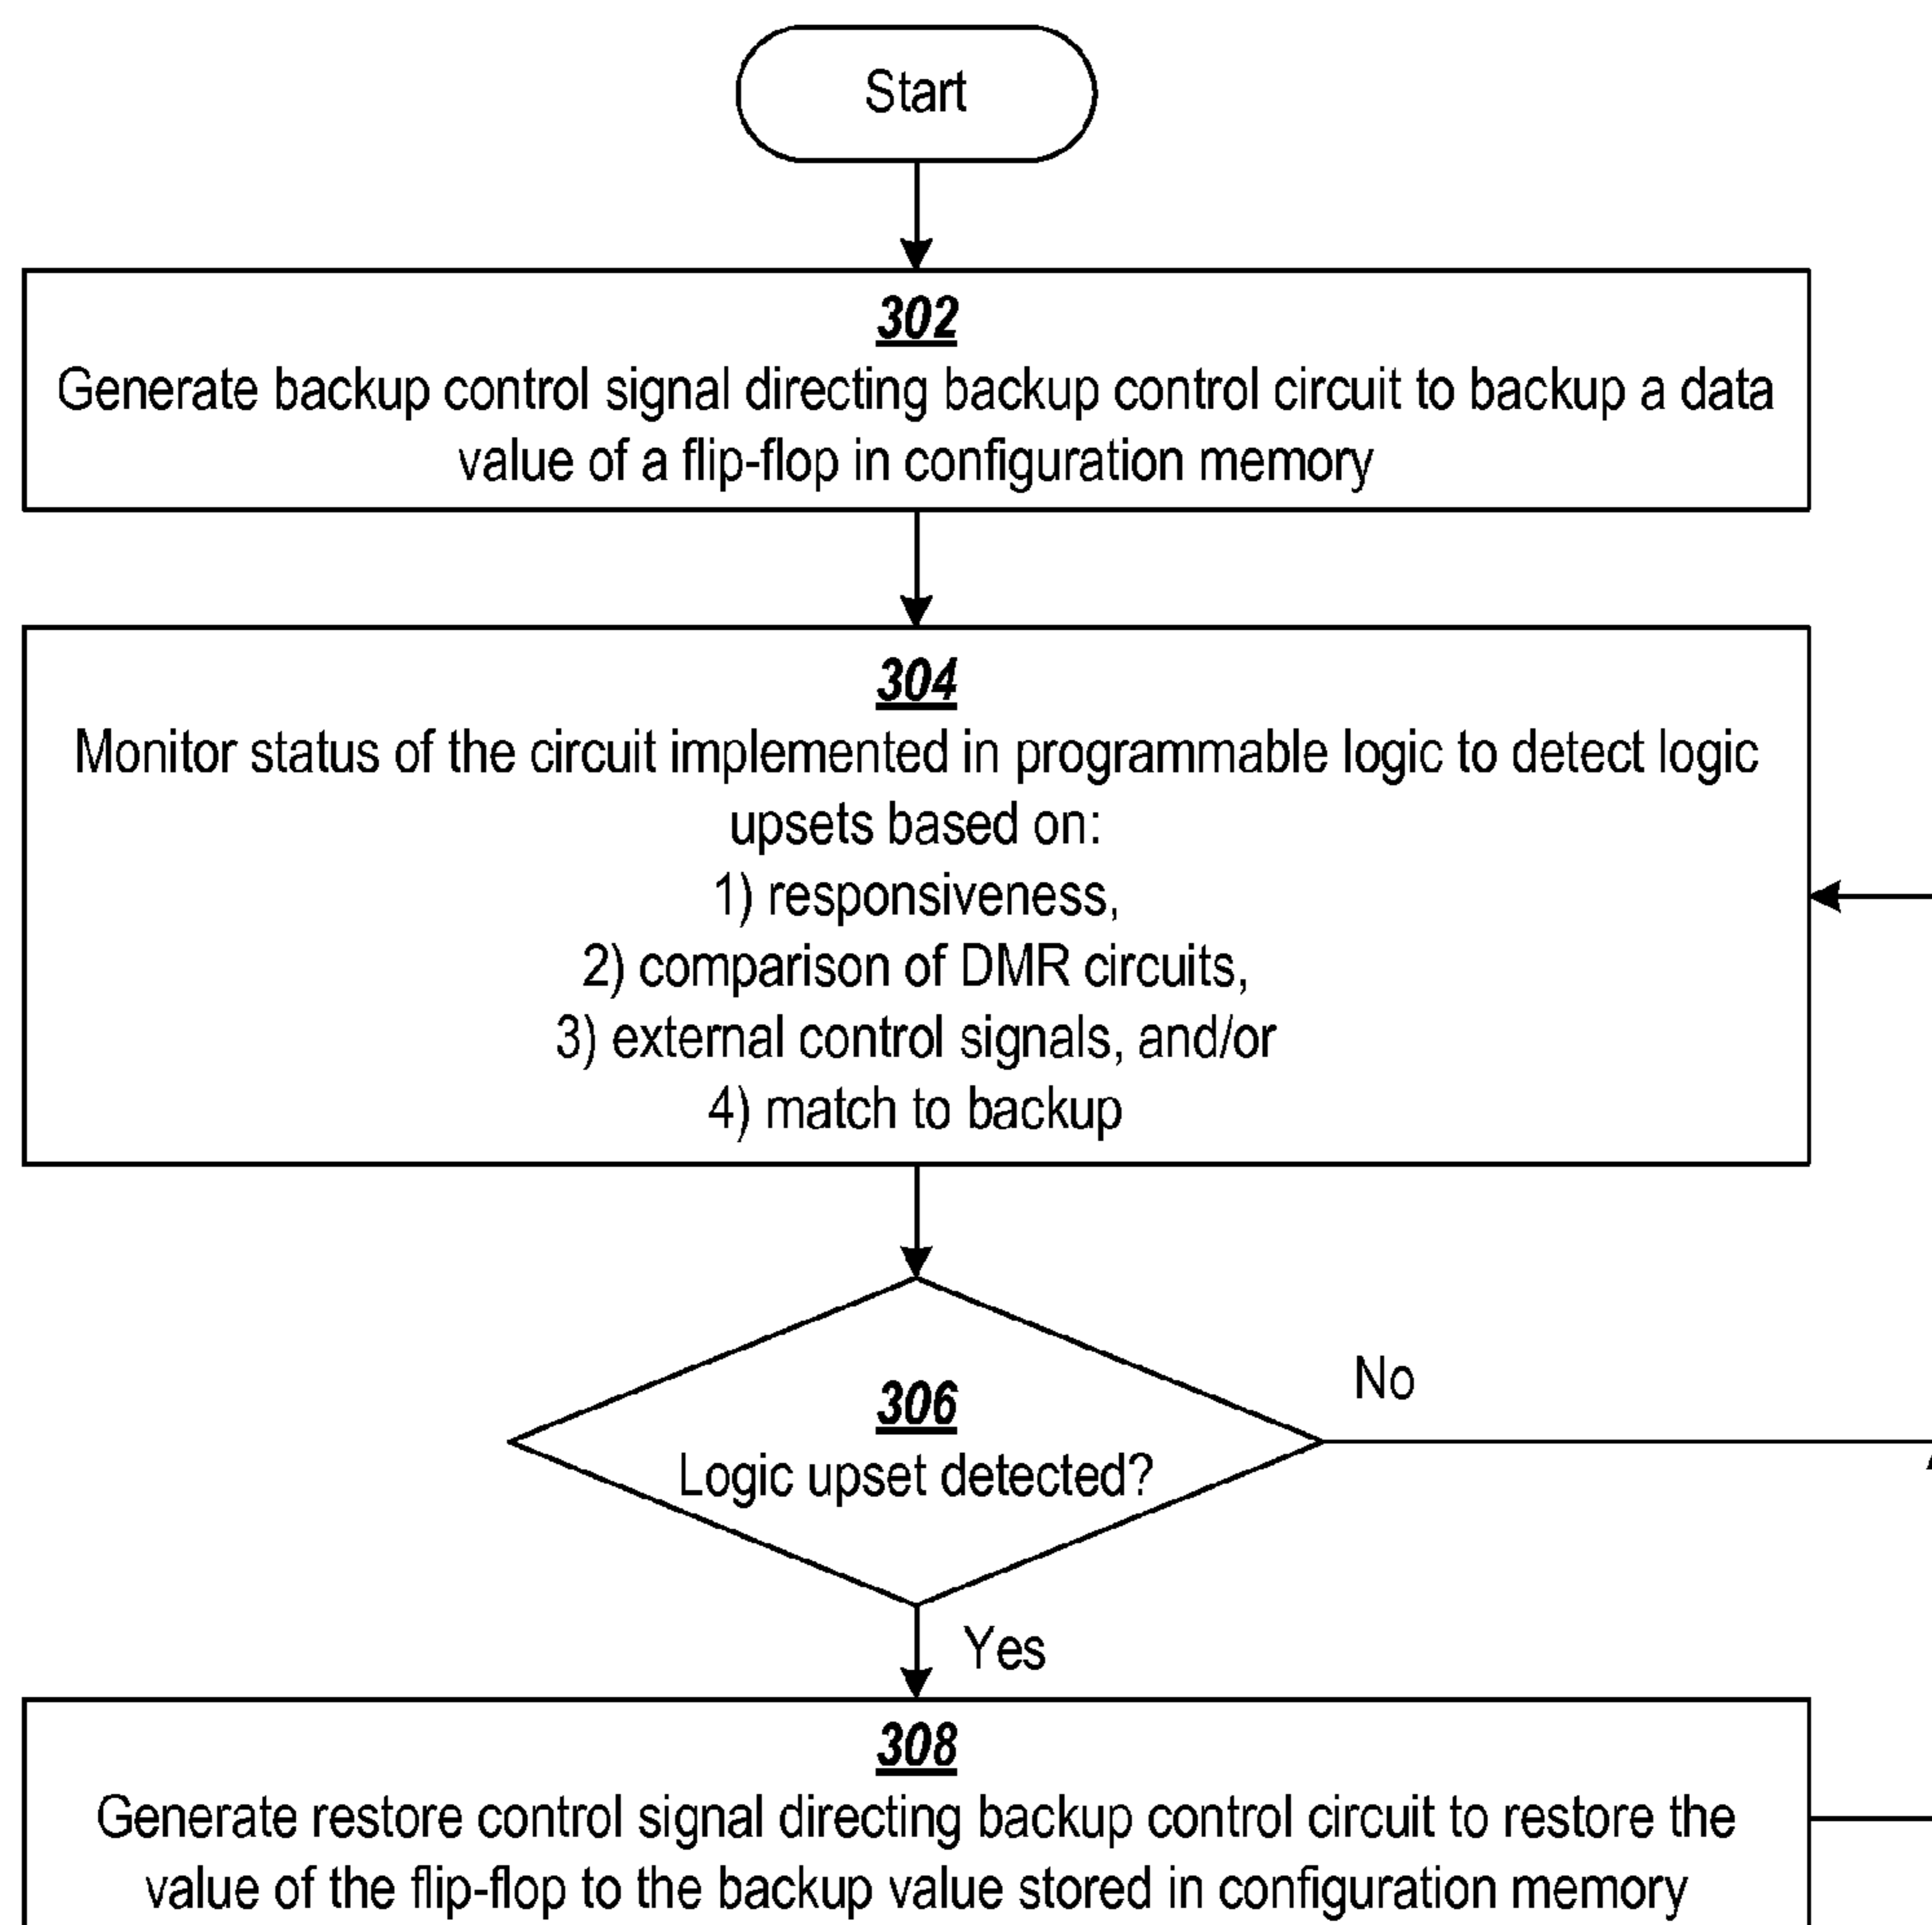 Start
302
Generate backup control signal directing backup control circuit to backup a data
value of a flip-flop in configuration memory
304
Monitor status of the circuit implemented in programmable logic to detect logic
upsets based on:
1) responsiveness,
2) comparison of DMR circuits,
3) external control signals, and/or
4) match to backup
306
Logic upset detected?
No
Yes
308
Generate restore control signal directing backup control circuit to restore the
value of the flip-flop to the backup value stored in configuration memory